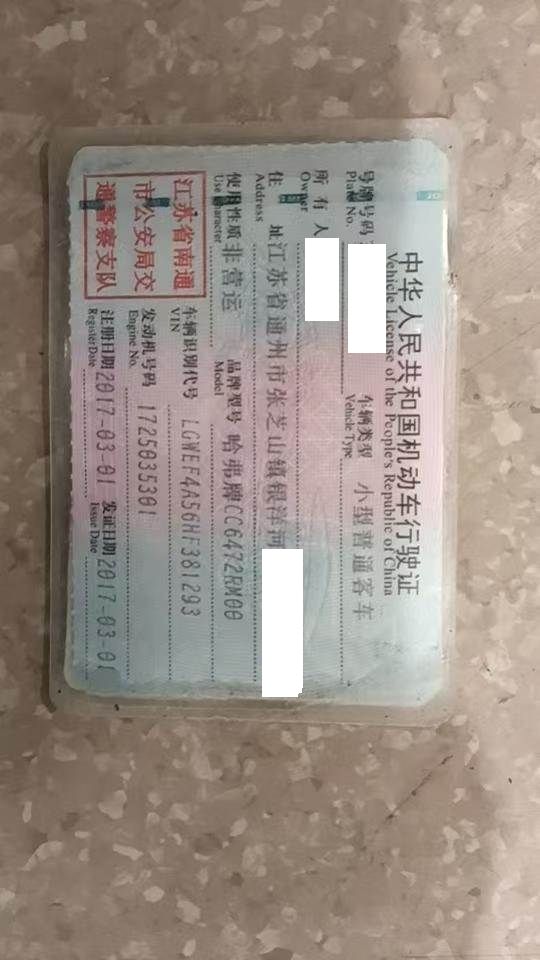 中华人民共和国机动车行驶证
Vehicle License of the People's Republic of China
号牌号码
Plate No.
车辆类型 小型普通客车
Vehicle Type
所有人
Owner
住址 江苏省通州市张芝山镇银洋河
Address
使用性质 非营运
Use Character
品牌型号 哈弗牌CC6472RM00
Model
江苏省南通
市公安局交
通警察支队
车辆识别代号 LGWFF4A56HF381293
VIN
发动机号码 1725035301
Engine No.
注册日期 2017-03-01
Register Date
发证日期 2017-03-01
Issue Date